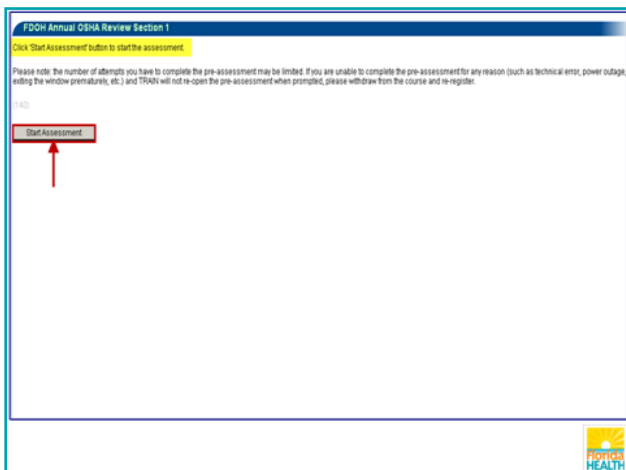 FDOH Annual OSHA Review Section 1
Click 'Start Assessment' button to start the assessment.
Please note: the number of attempts you have to complete the pre-assessment may be limited. If you are unable to complete the pre-assessment for any reason (such as technical error, power outage,
exiting the window prematurely, etc.) and TRAIN will not re-open the pre-assessment when prompted, please withdraw from the course and re-register.
(140)
Start Assessment
Florida
HEALTH